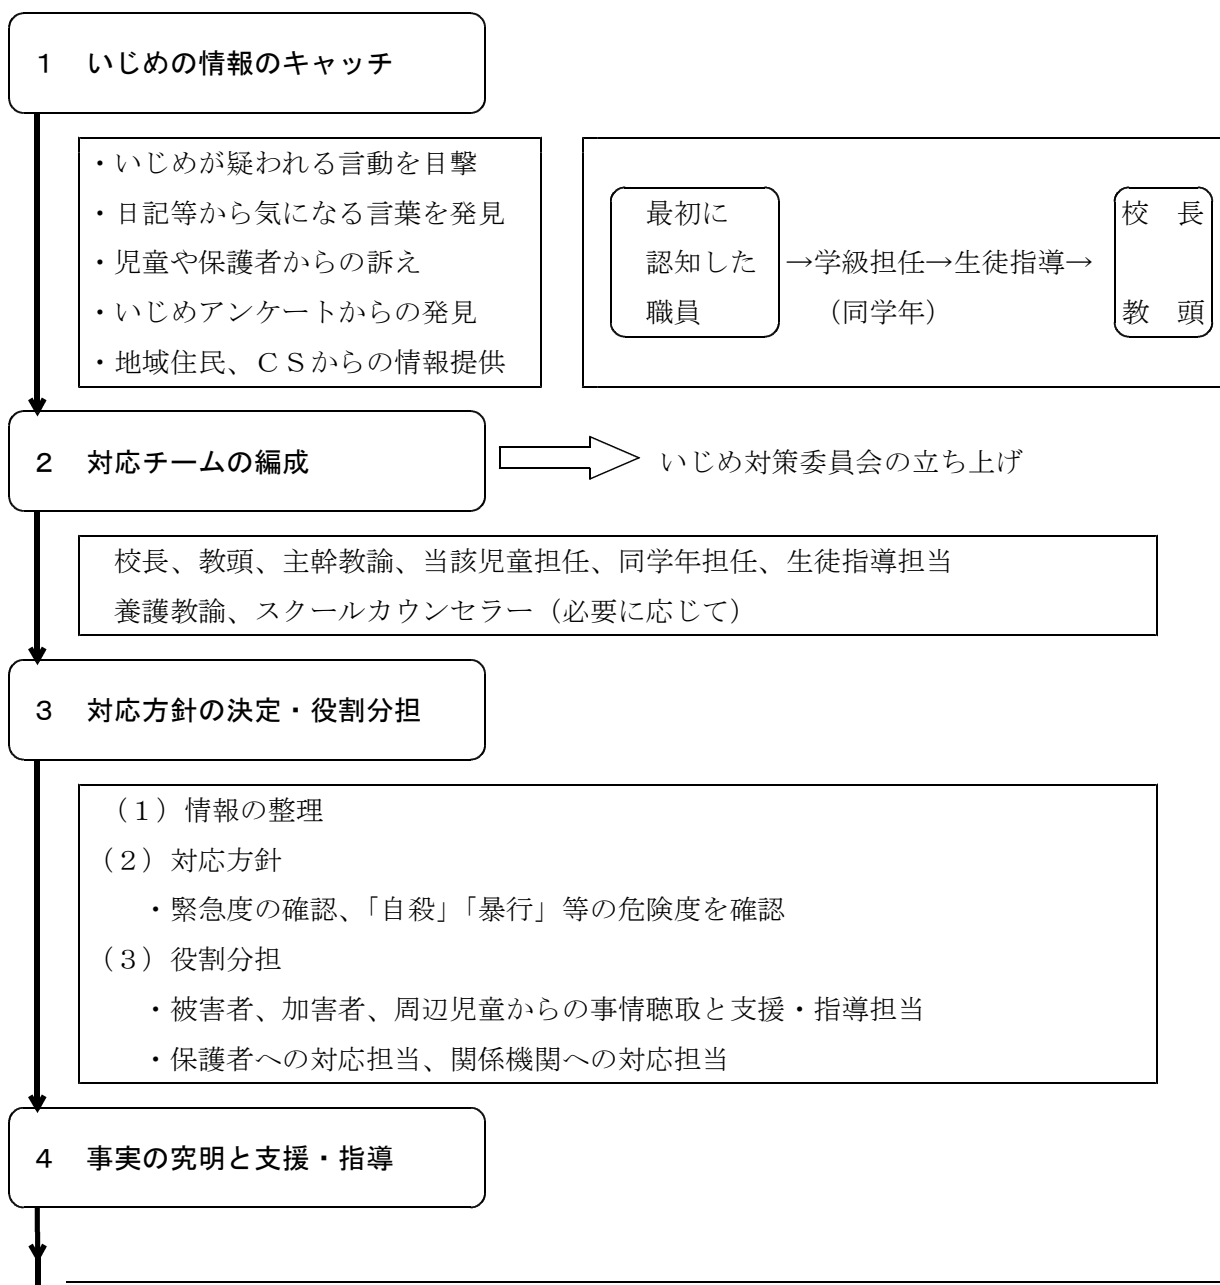 １　いじめの情報のキャッチ
・いじめが疑われる言動を目撃
・日記等から気になる言葉を発見
・児童や保護者からの訴え
・いじめアンケートからの発見
・地域住民、ＣＳからの情報提供
最初に
認知した
職員
→学級担任→生徒指導→
（同学年）
校　長
教　頭
２　対応チームの編成
いじめ対策委員会の立ち上げ
校長、教頭、主幹教諭、当該児童担任、同学年担任、生徒指導担当
養護教諭、スクールカウンセラー（必要に応じて）
３　対応方針の決定・役割分担
（１）情報の整理
（２）対応方針
・緊急度の確認、「自殺」「暴行」等の危険度を確認
（３）役割分担
・被害者、加害者、周辺児童からの事情聴取と支援・指導担当
・保護者への対応担当、関係機関への対応担当
４　事実の究明と支援・指導